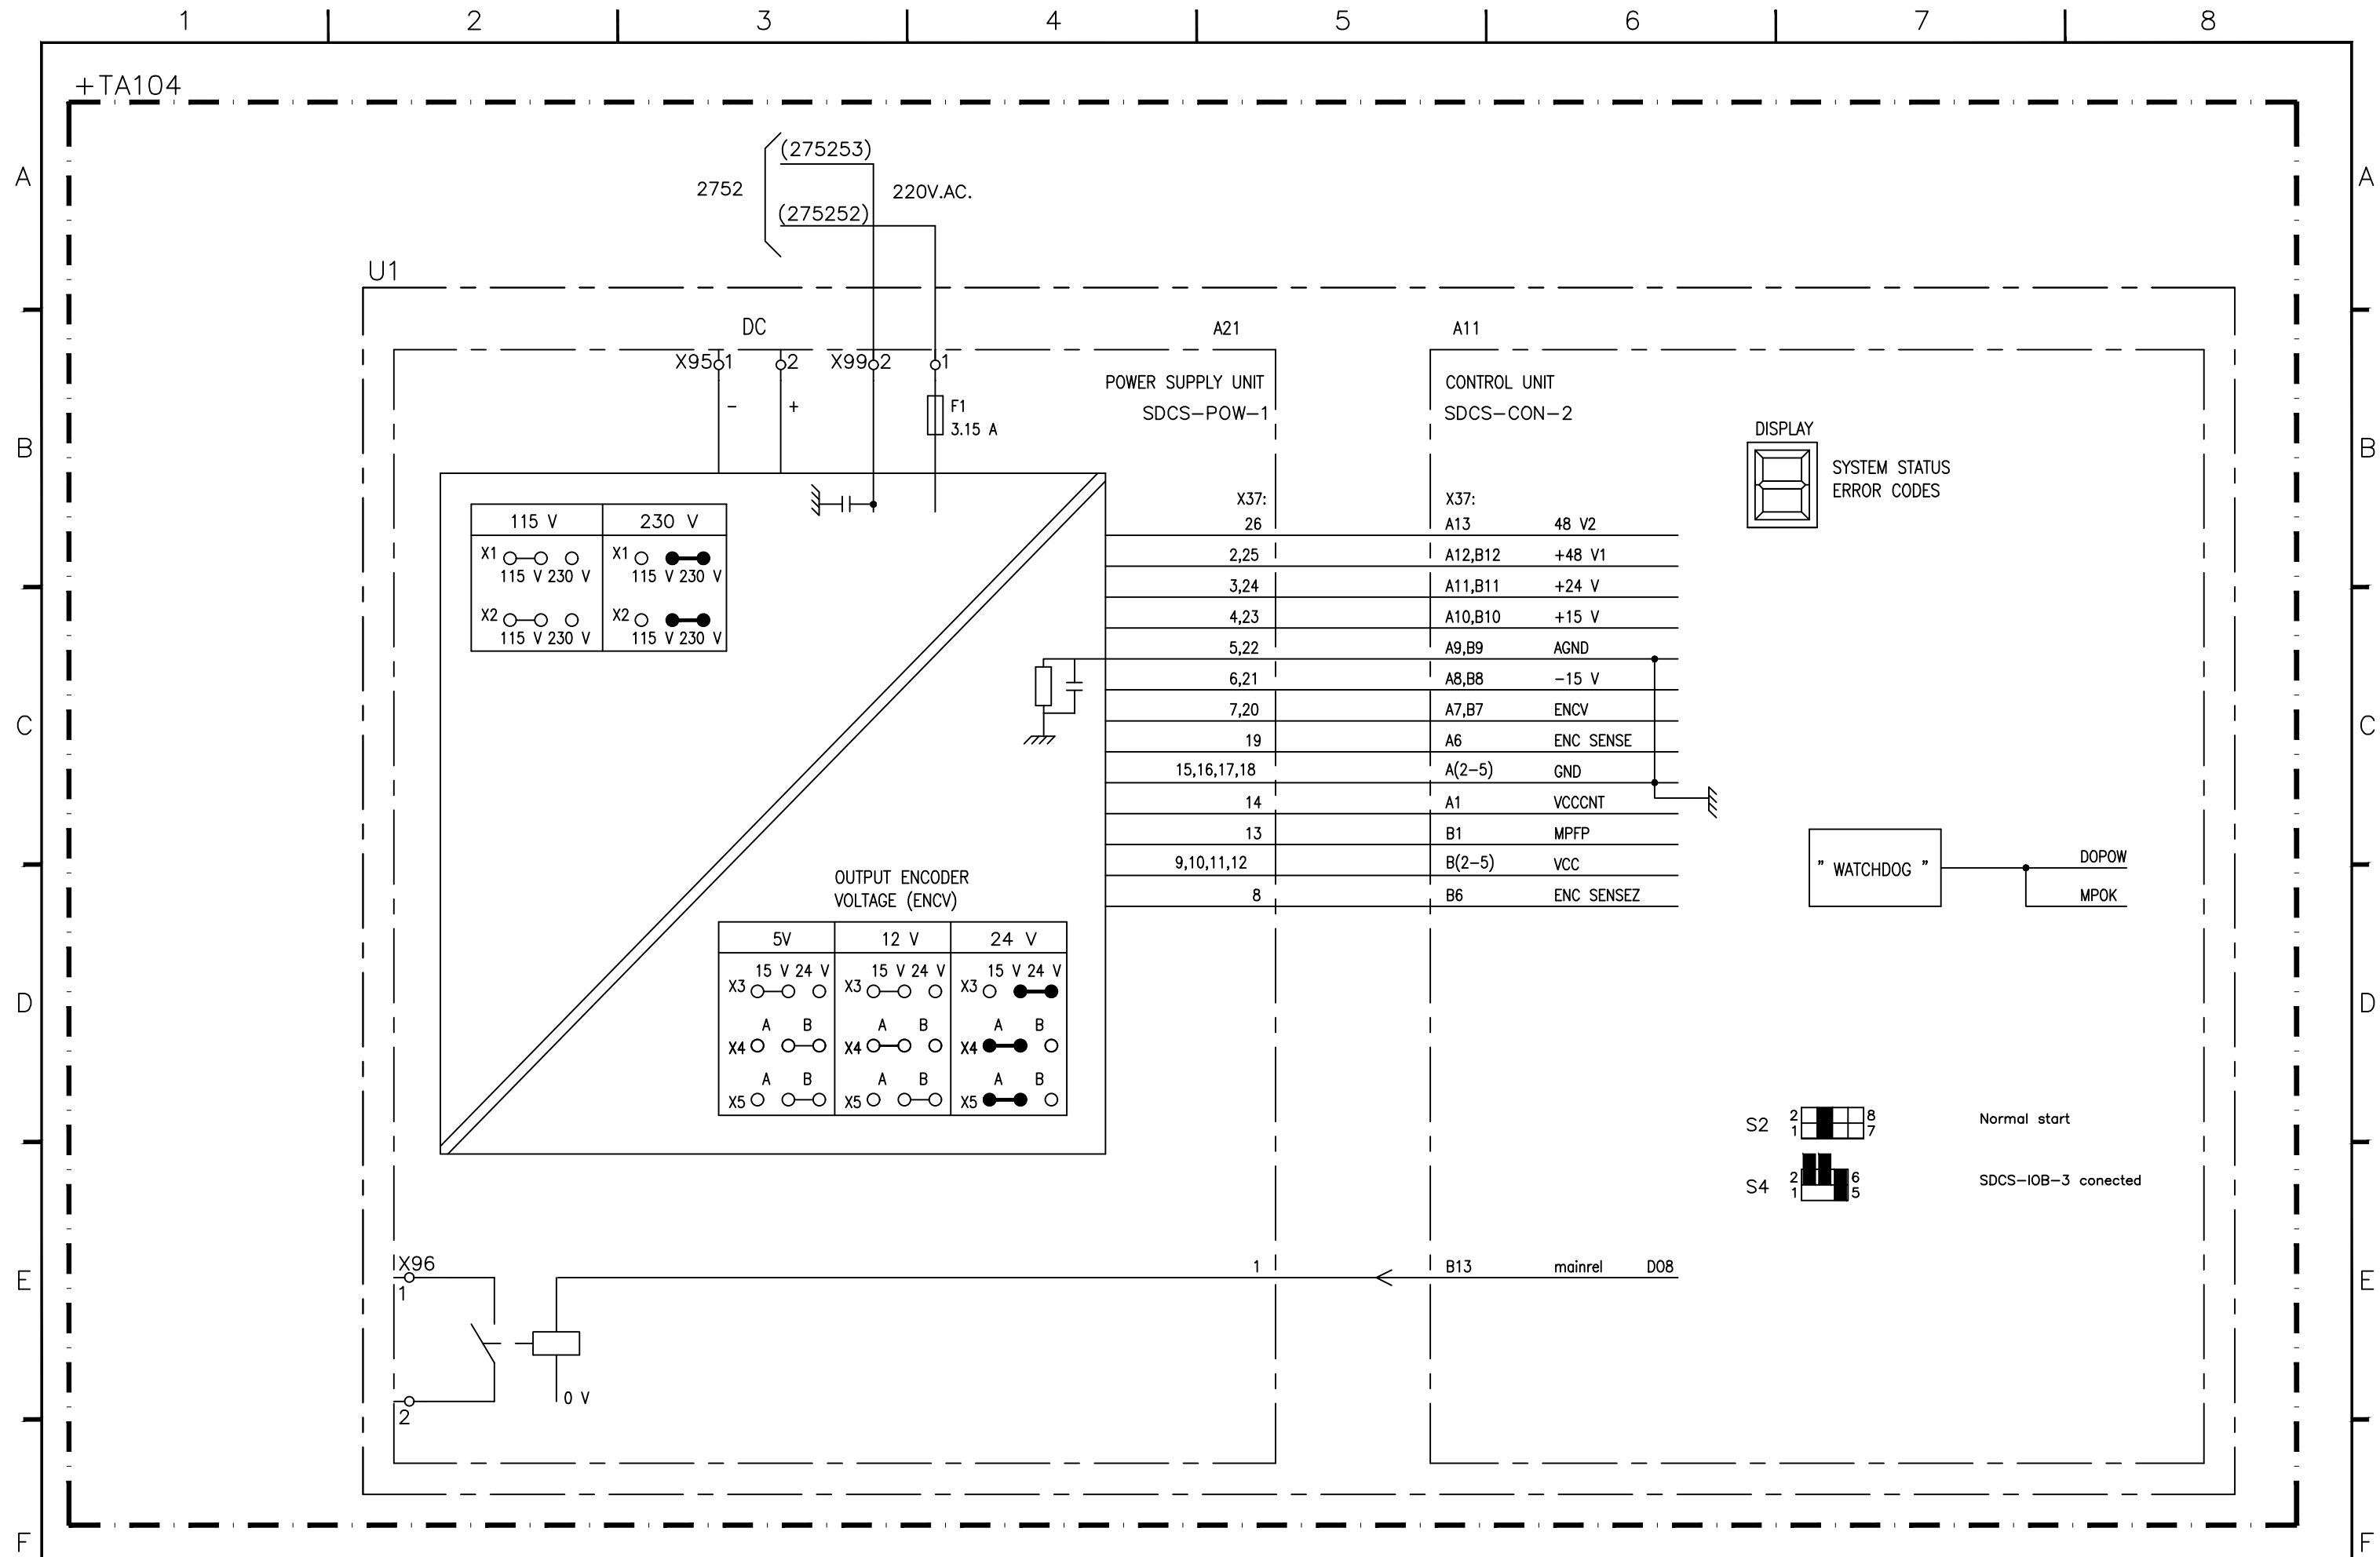 1 2 3 4 5 6 7 8
+TA104
A A
(275253)
2752 220V.AC.
(275252)
U1
DC A21 A11
X95 1 2 X99 2 1
POWER SUPPLY UNIT CONTROL UNIT
SDCS-POW-1 SDCS-CON-2
- + F1
3.15 A
DISPLAY
B B
SYSTEM STATUS
ERROR CODES
X37: X37:
115 V 230 V
X1 X1
115 V 230 V 115 V 230 V
X2 X2
115 V 230 V 115 V 230 V
26 A13 48 V2
2,25 A12,B12 +48 V1
3,24 A11,B11 +24 V
4,23 A10,B10 +15 V
5,22 A9,B9 AGND
6,21 A8,B8 -15 V
7,20 A7,B7 ENCV
C C
19 A6 ENC SENSE
15,16,17,18 A(2-5) GND
14 A1 VCCCNT
13 B1 MPFP
9,10,11,12 B(2-5) VCC
8 B6 ENC SENSEZ
" WATCHDOG " DOPOW
MPOK
OUTPUT ENCODER
VOLTAGE (ENCV)
5V 12 V 24 V
15 V 24 V 15 V 24 V 15 V 24 V
X3 X3 X3
D D
A B A B A B
X4 X4 X4
A B A B A B
X5 X5 X5
S2 2 8 Normal start
1 7
S4 2 6 SDCS-IOB-3 conected
1 5
X96
E E
1 1 B13 mainrel DO8
0 V
2
F F